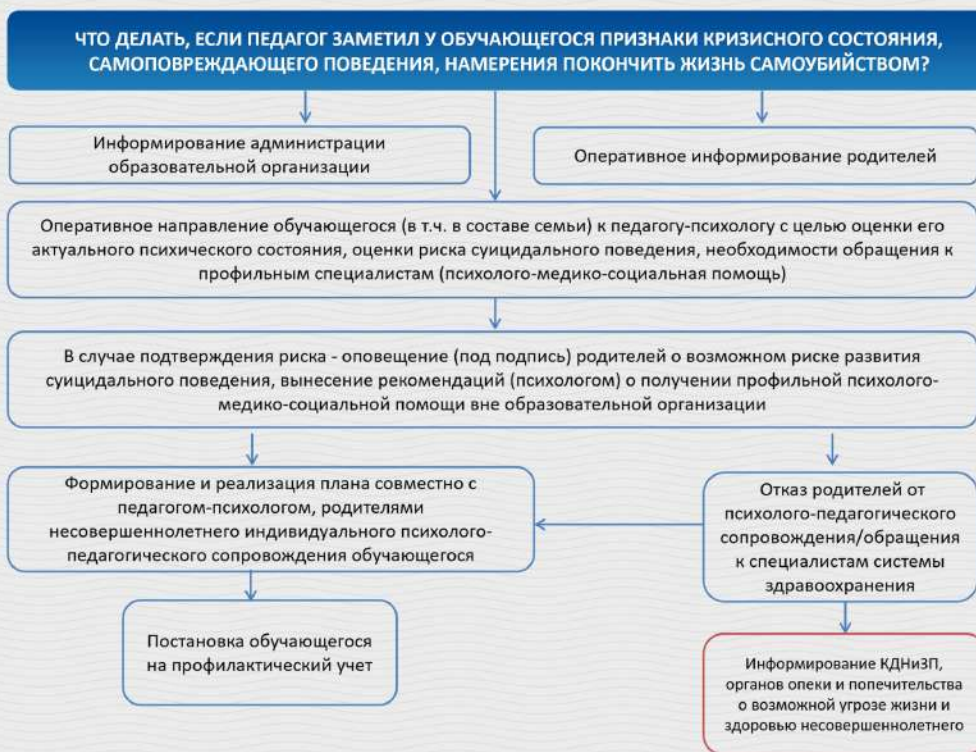 ЧТО ДЕЛАТЬ, ЕСЛИ ПЕДАГОГ ЗАМЕТИЛ У ОБУЧАЮЩЕГОСЯ ПРИЗНАКИ КРИЗИСНОГО СОСТОЯНИЯ,
САМОПОВРЕЖДАЮЩЕГО ПОВЕДЕНИЯ, НАМЕРЕНИЯ ПОКОНЧИТЬ ЖИЗНЬ САМОУБИЙСТВОМ?
Информирование администрации
образовательной организации
Оперативное информирование родителей
Оперативное направление обучающегося (в т.ч. в составе семьи) к педагогу-психологу с целью оценки его
актуального психического состояния, оценки риска суицидального поведения, необходимости обращения к
профильным специалистам (психолого-медико-социальная помощь)
В случае подтверждения риска - оповещение (под подпись) родителей о возможном риске развития
суицидального поведения, вынесение рекомендаций (психологом) о получении профильной психолого-
медико-социальной помощи вне образовательной организации
Формирование и реализация плана совместно с
педагогом-психологом, родителями
несовершеннолетнего индивидуального психолого-
педагогического сопровождения обучающегося
Отказ родителей от
психолого-педагогического
сопровождения/обращения
к специалистам системы
здравоохранения
Постановка обучающегося
на профилактический учет
Информирование КДНиЗП,
органов опеки и попечительства
о возможной угрозе жизни и
здоровью несовершеннолетнего